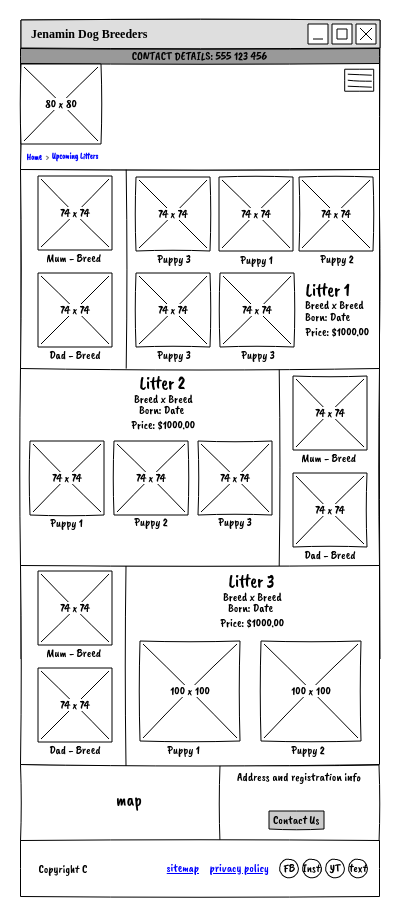 Jenamin Dog Breeders
CONTACT DETAILS: 555 123 456
80 x 80
Home > Upcoming Litters
74 x 74
Mum - Breed
74 x 74
Dad - Breed
74 x 74
74 x 74
74 x 74
Puppy 3
Puppy 1
Puppy 2
74 x 74
74 x 74
Puppy 3
Puppy 3
Litter 1
Breed x Breed
Born: Date
Price: $1000,00
Litter 2
Breed x Breed
Born: Date
Price: $1000,00
74 x 74
74 x 74
74 x 74
Puppy 1
Puppy 2
Puppy 3
74 x 74
Mum - Breed
74 x 74
Dad - Breed
74 x 74
Mum - Breed
74 x 74
Dad - Breed
Litter 3
Breed x Breed
Born: Date
Price: $1000,00
100 x 100
100 x 100
Puppy 1
Puppy 2
map
Address and registration info
Contact Us
Copyright C
sitemap
privacy policy
FB
Inst
YT
text